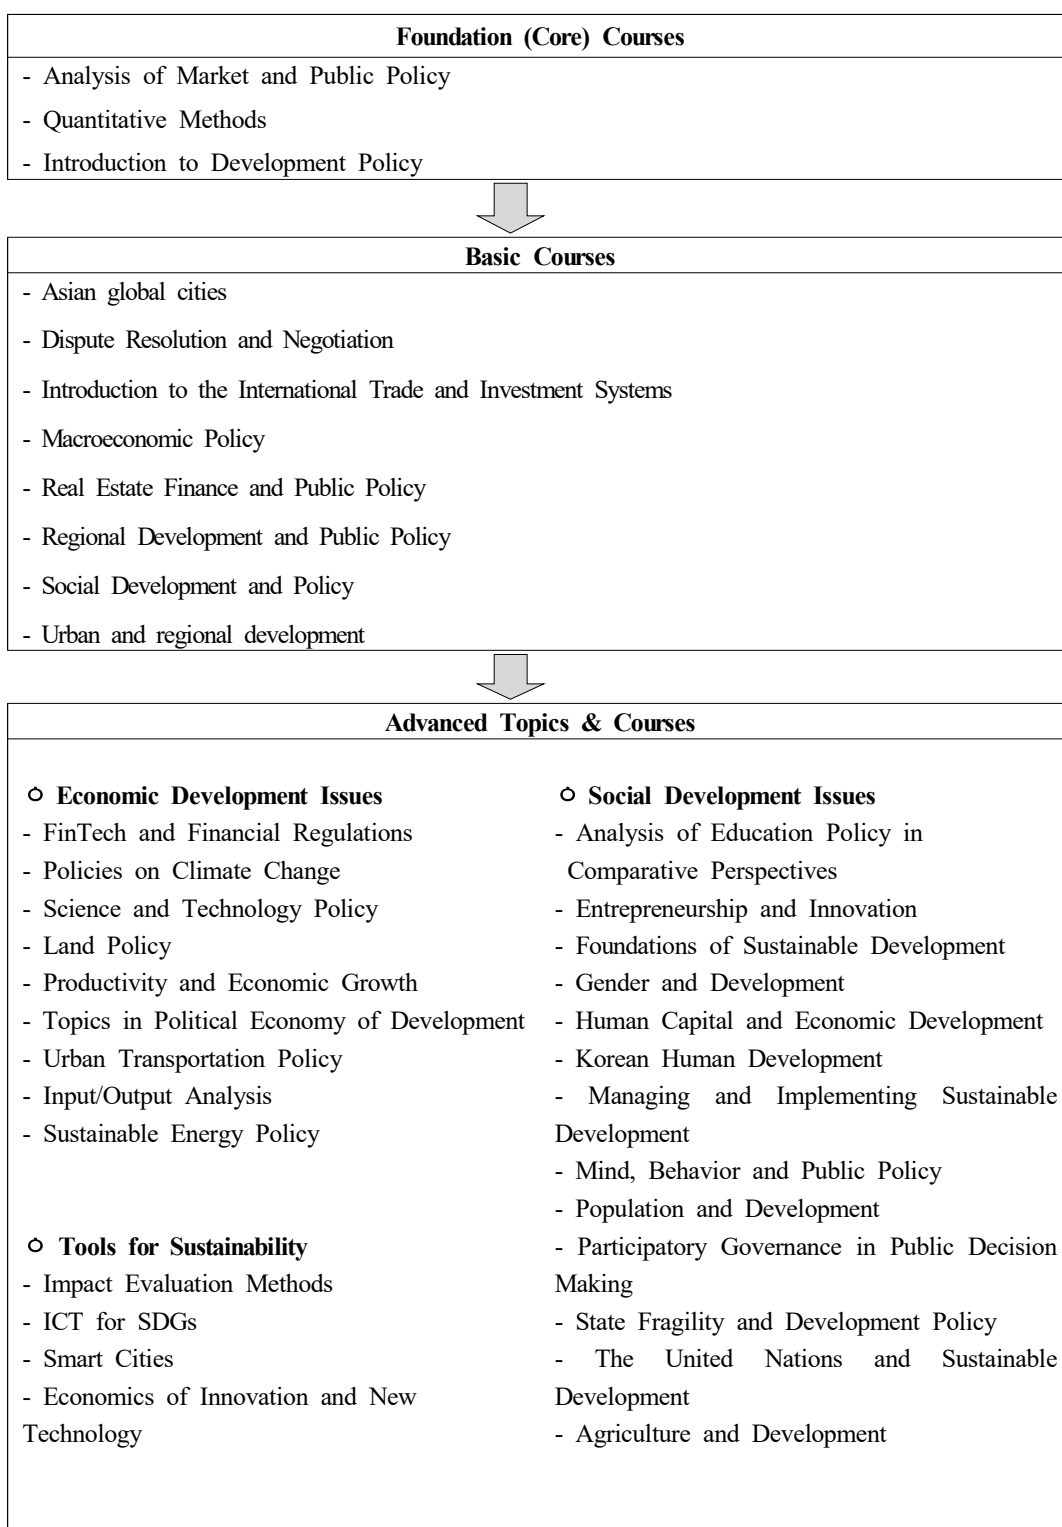 Foundation (Core) Courses
- Analysis of Market and Public Policy
- Quantitative Methods
- Introduction to Development Policy
Basic Courses
- Asian global cities
- Dispute Resolution and Negotiation
- Introduction to the International Trade and Investment Systems
- Macroeconomic Policy
- Real Estate Finance and Public Policy
- Regional Development and Public Policy
- Social Development and Policy
- Urban and regional development
Advanced Topics & Courses
Economic Development Issues
- FinTech and Financial Regulations
- Policies on Climate Change
- Science and Technology Policy
- Land Policy
- Productivity and Economic Growth
- Topics in Political Economy of Development
- Urban Transportation Policy
- Input/Output Analysis
- Sustainable Energy Policy
Tools for Sustainability
- Impact Evaluation Methods
- ICT for SDGs
- Smart Cities
- Economics of Innovation and New
Technology
Social Development Issues
- Analysis of Education Policy in
Comparative Perspectives
- Entrepreneurship and Innovation
- Foundations of Sustainable Development
- Gender and Development
- Human Capital and Economic Development
- Korean Human Development
- Managing and Implementing Sustainable
Development
- Mind, Behavior and Public Policy
- Population and Development
- Participatory Governance in Public Decision
Making
- State Fragility and Development Policy
- The United Nations and Sustainable
Development
- Agriculture and Development